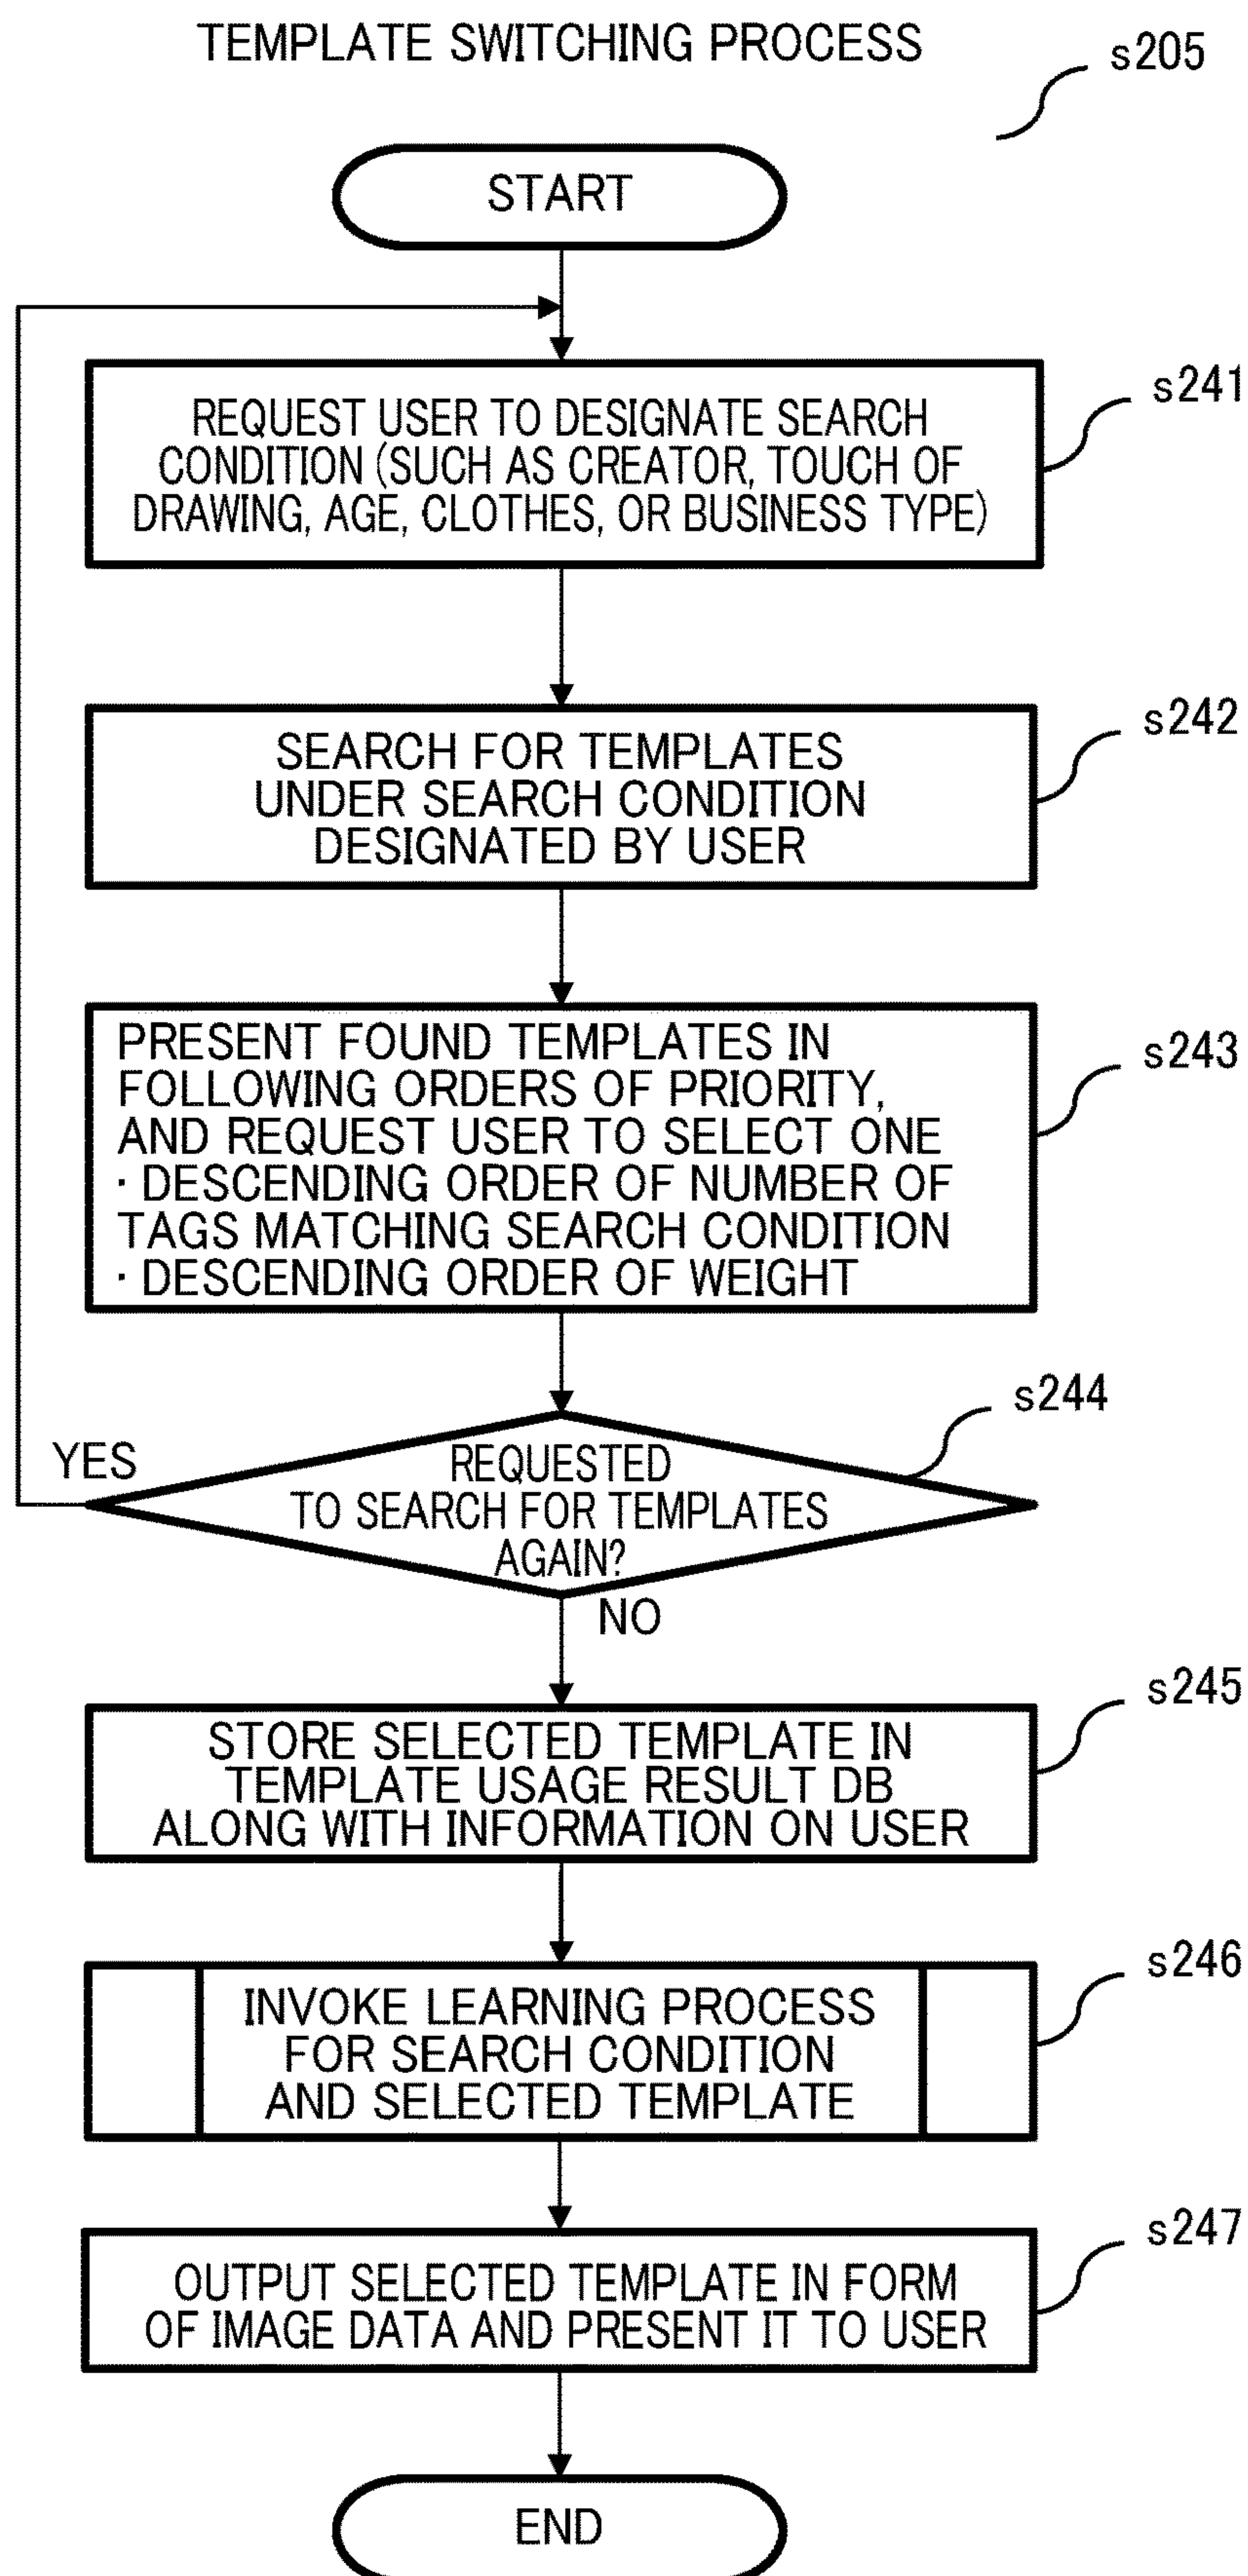 TEMPLATE SWITCHING PROCESS
s205
START
s241
REQUEST USER TO DESIGNATE SEARCH
CONDITION (SUCH AS CREATOR, TOUCH OF
DRAWING, AGE, CLOTHES, OR BUSINESS TYPE)
s242
SEARCH FOR TEMPLATES
UNDER SEARCH CONDITION
DESIGNATED BY USER
s243
PRESENT FOUND TEMPLATES IN
FOLLOWING ORDERS OF PRIORITY,
AND REQUEST USER TO SELECT ONE
· DESCENDING ORDER OF NUMBER OF
TAGS MATCHING SEARCH CONDITION
· DESCENDING ORDER OF WEIGHT
s244
YES
REQUESTED
TO SEARCH FOR TEMPLATES
AGAIN?
NO
s245
STORE SELECTED TEMPLATE IN
TEMPLATE USAGE RESULT DB
ALONG WITH INFORMATION ON USER
s246
INVOKE LEARNING PROCESS
FOR SEARCH CONDITION
AND SELECTED TEMPLATE
s247
OUTPUT SELECTED TEMPLATE IN FORM
OF IMAGE DATA AND PRESENT IT TO USER
END